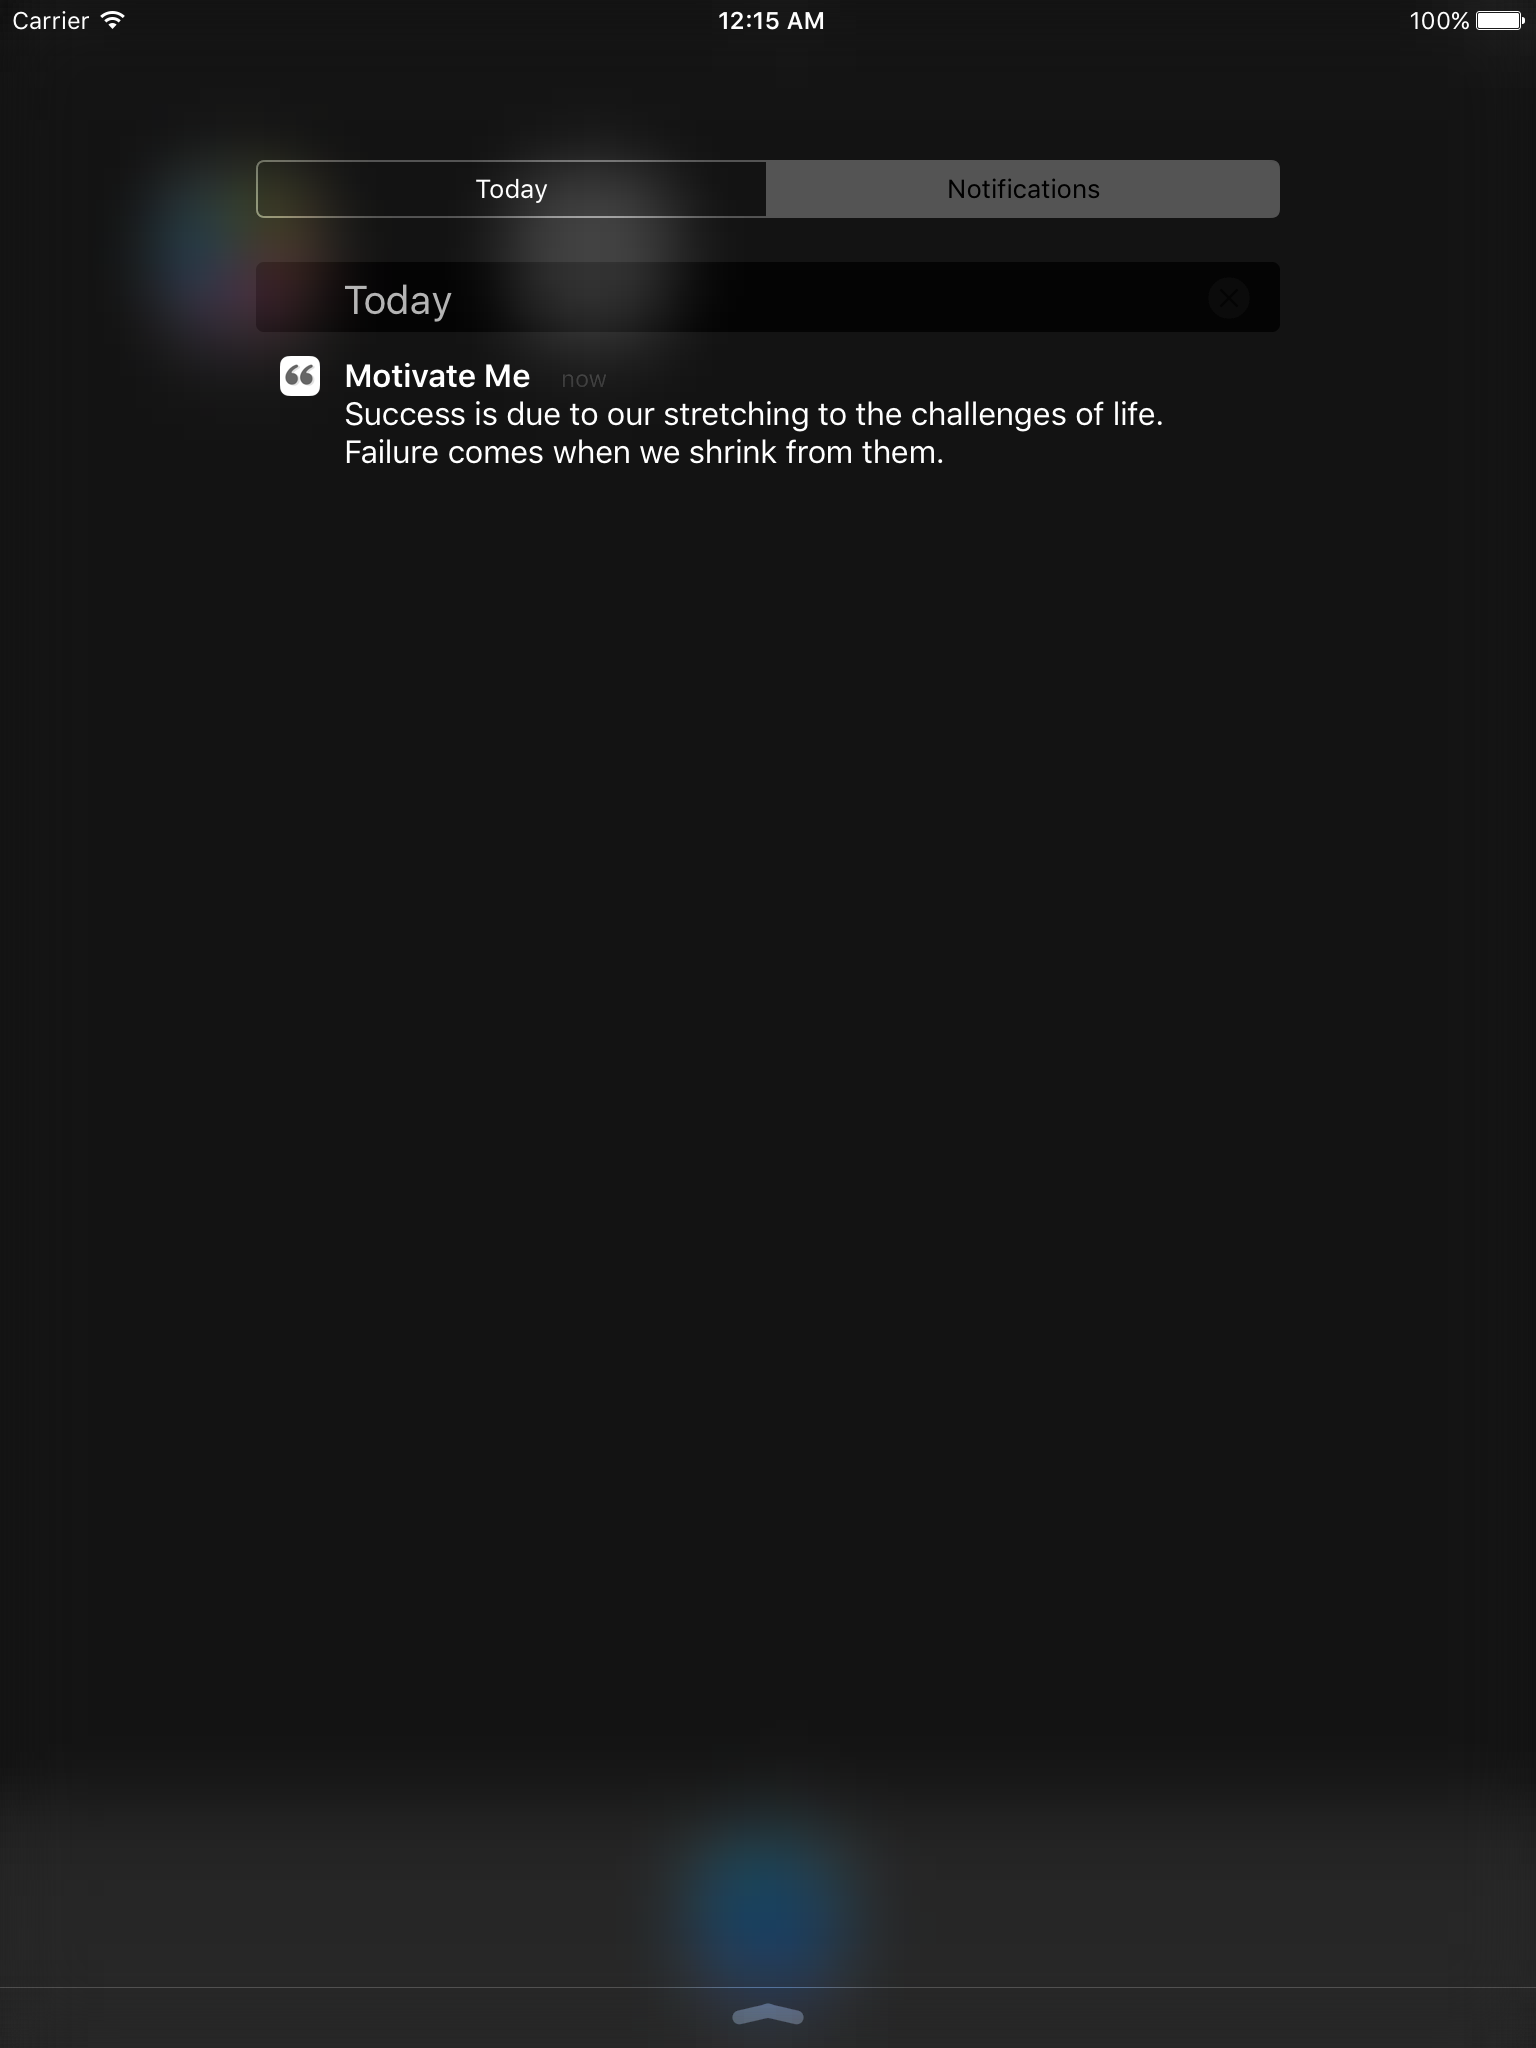 Carrier 12:15 AM 100%
Today Notifications
Today
Motivate Me now
Success is due to our stretching to the challenges of life.
Failure comes when we shrink from them.